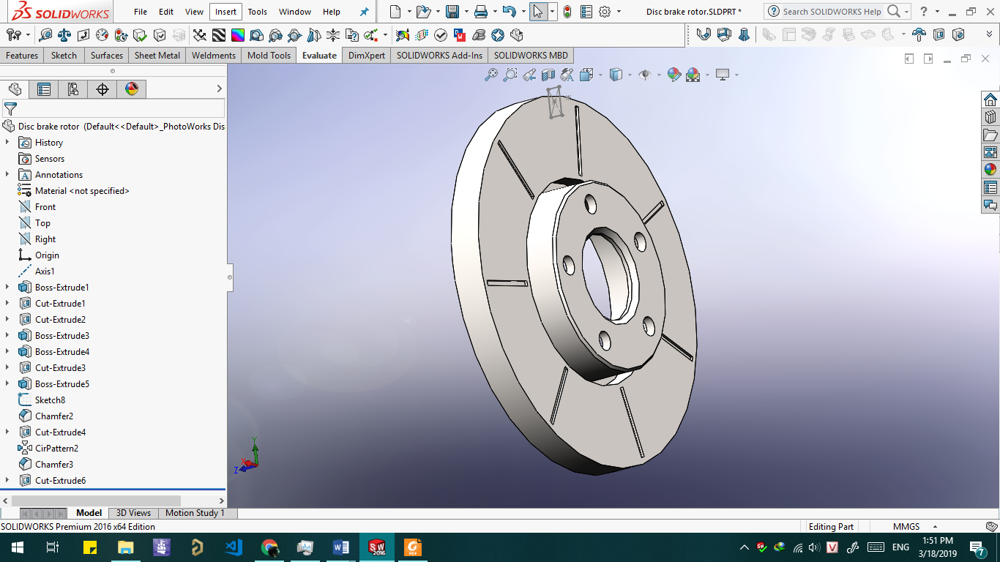 SOLIDWORKS File Edit View Insert Tools Window Help Disc brake rotor.SLDPRT * Search SOLIDWORKS Help ?
Features Sketch Surfaces Sheet Metal Weldments Mold Tools Evaluate DimXpert SOLIDWORKS Add-Ins SOLIDWORKS MBD
Disc brake rotor (Default<<Default>_PhotoWorks Dis
History
Sensors
A Annotations
Material <not specified>
Front
Top
Right
Origin
Axis1
Boss-Extrude1
Cut-Extrude1
Cut-Extrude2
Boss-Extrude3
Boss-Extrude4
Cut-Extrude3
Boss-Extrude5
Sketch8
Chamfer2
Cut-Extrude4
CirPattern2
Chamfer3
Cut-Extrude6
Y
X
Z
Model 3D Views Motion Study 1
SOLIDWORKS Premium 2016 x64 Edition Editing Part MMGS
W SW 2016 PDF V ENG 1:51 PM
3/18/2019 7